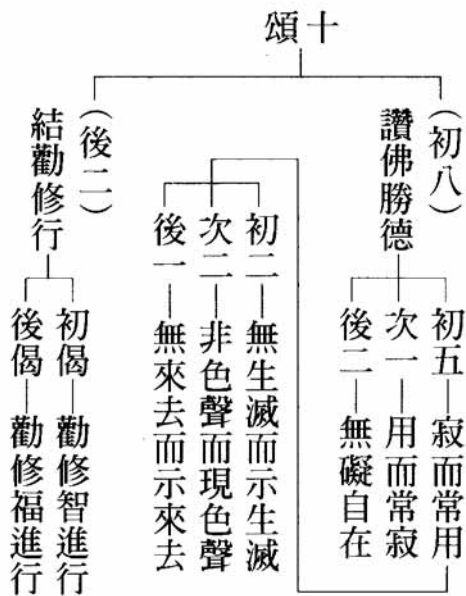 十頌
（初八）
讚佛勝德
初五—寂而常用
次一—用而常寂
後二—無礙自在
初二—無生滅而示生滅
次二—非色聲而現色聲
後一—無來去而示來去
（後二）
結勸修行
初偈—勸修智進行
後偈—勸修福進行